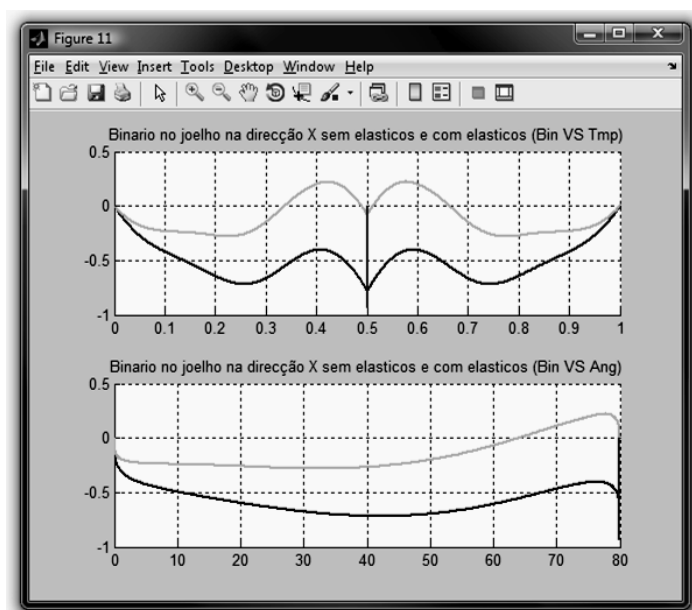 Figure 11
File Edit View Insert Tools Desktop Window Help
Binario no joelho na direcção X sem elasticos e com elasticos (Bin VS Tmp)
0.5
0
-0.5
-1
0 0.1 0.2 0.3 0.4 0.5 0.6 0.7 0.8 0.9 1
Binario no joelho na direcção X sem elasticos e com elasticos (Bin VS Ang)
0.5
0
-0.5
-1
0 10 20 30 40 50 60 70 80